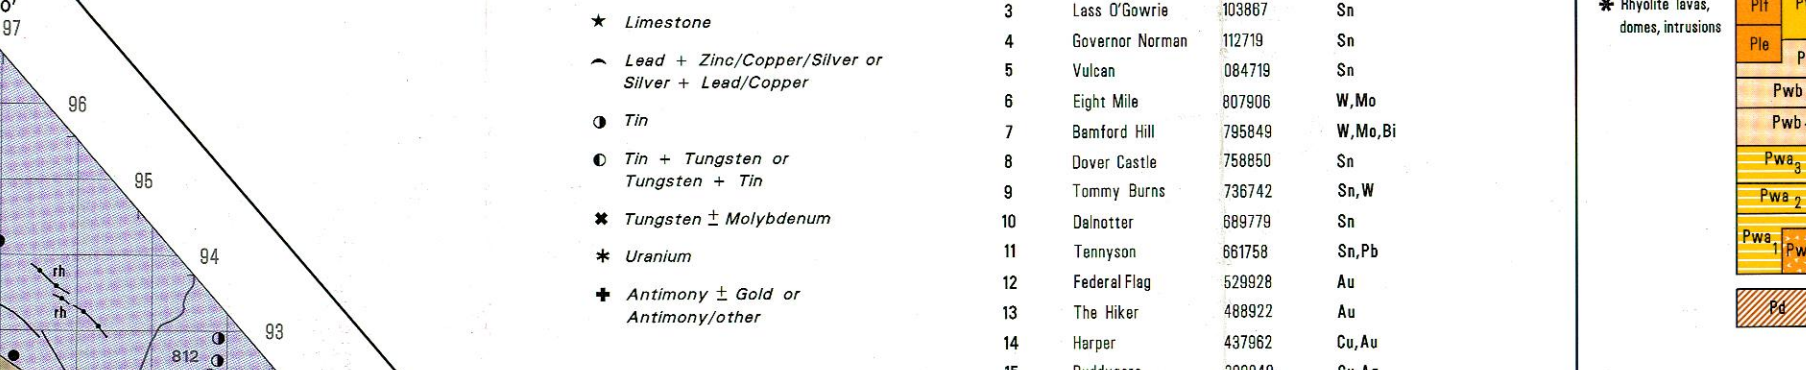 97
96
95
94
93
rh
rh
812
Limestone
Lead + Zinc/Copper/Silver or
Silver + Lead/Copper
Tin
Tin + Tungsten or
Tungsten + Tin
Tungsten ± Molybdenum
Uranium
Antimony ± Gold or
Antimony/other
3 Lass O'Gowrie 103867 Sn
4 Governor Norman 112719 Sn
5 Vulcan 084719 Sn
6 Eight Mile 807906 W,Mo
7 Bamford Hill 795849 W,Mo,Bi
8 Dover Castle 758850 Sn
9 Tommy Burns 736742 Sn,W
10 Dalnotter 689779 Sn
11 Tennyson 661758 Sn,Pb
12 Federal Flag 529928 Au
13 The Hiker 488922 Au
14 Harper 437962 Cu,Au
Rhyolite lavas,
domes, intrusions
Ple
Pwb
Pwb
Pwa3
Pwa2
Pwa1
Pd